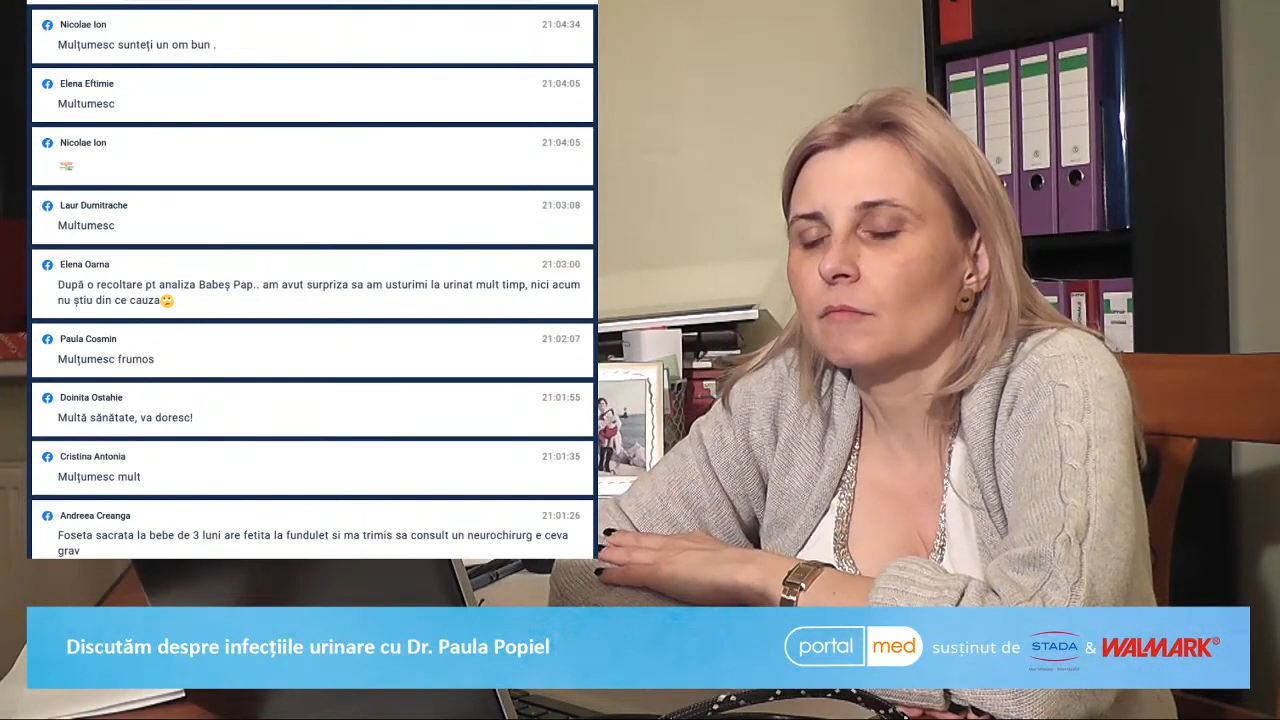 Nicolae Ion 21:04:34
Mulțumesc sunteți un om bun .
Elena Eftimie 21:04:05
Multumesc
Nicolae Ion 21:04:05
Laur Dumitrache 21:03:08
Multumesc
Elena Oarna 21:03:00
După o recoltare pt analiza Babeș Pap.. am avut surpriza sa am usturimi la urinat mult timp, nici acum
nu știu din ce cauza🙄
Paula Cosmin 21:02:07
Mulțumesc frumos
Doinita Ostahie 21:01:55
Multă sănătate, va doresc!
Cristina Antonia 21:01:35
Mulțumesc mult
Andreea Creanga 21:01:26
Foseta sacrata la bebe de 3 luni are fetita la fundulet si ma trimis sa consult un neurochirurg e ceva
grav
Discutăm despre infecțiile urinare cu Dr. Paula Popiel
portal med susținut de STADA & WALMARK®